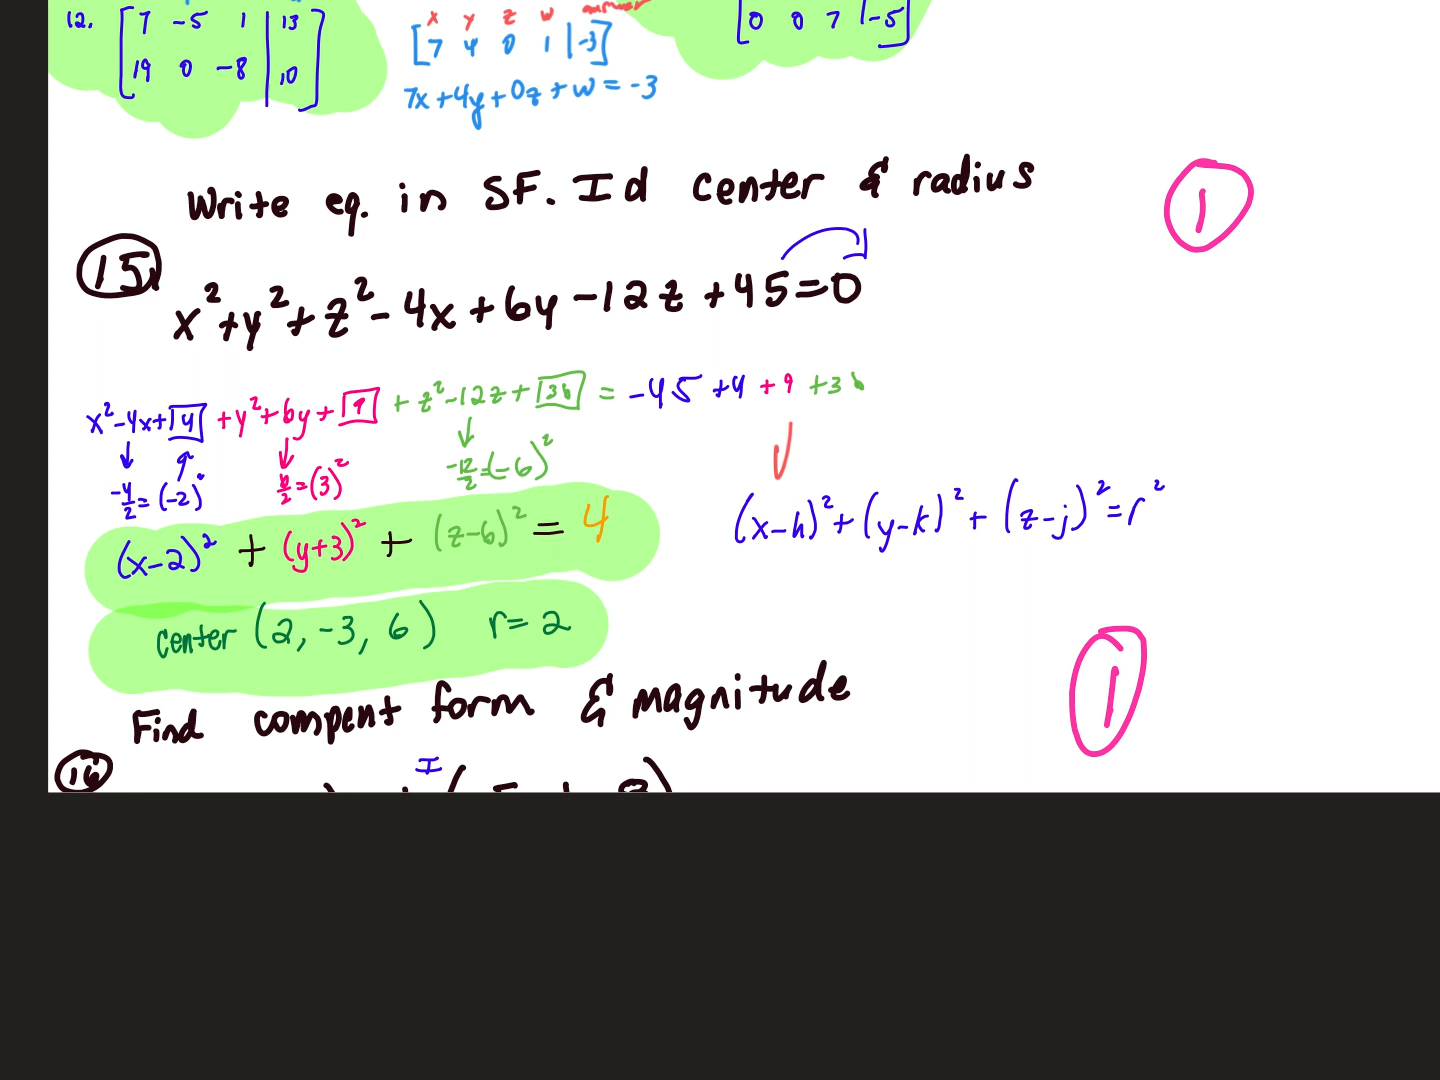 12. [7 -5 1 | 13
19 0 -8 | 10]
x y z w
[7 4 0 1 | -3]
7x+4y+0z+w=-3
[0 0 7 | -5]
Write eq. in SF. Id center & radius
1
15
x²+y²+z²-4x+6y-12z+45=0
x²-4x+4+y²+6y+9+z²-12z+36=-45+4+9+36
-4/2=(-2)² 6/2=(3)² -12/2=(-6)²
(x-2)²+(y+3)²+(z-6)²=4
(x-h)²+(y-k)²+(z-j)²=r²
center (2,-3,6) r=2
Find compent form & magnitude
1
16
I